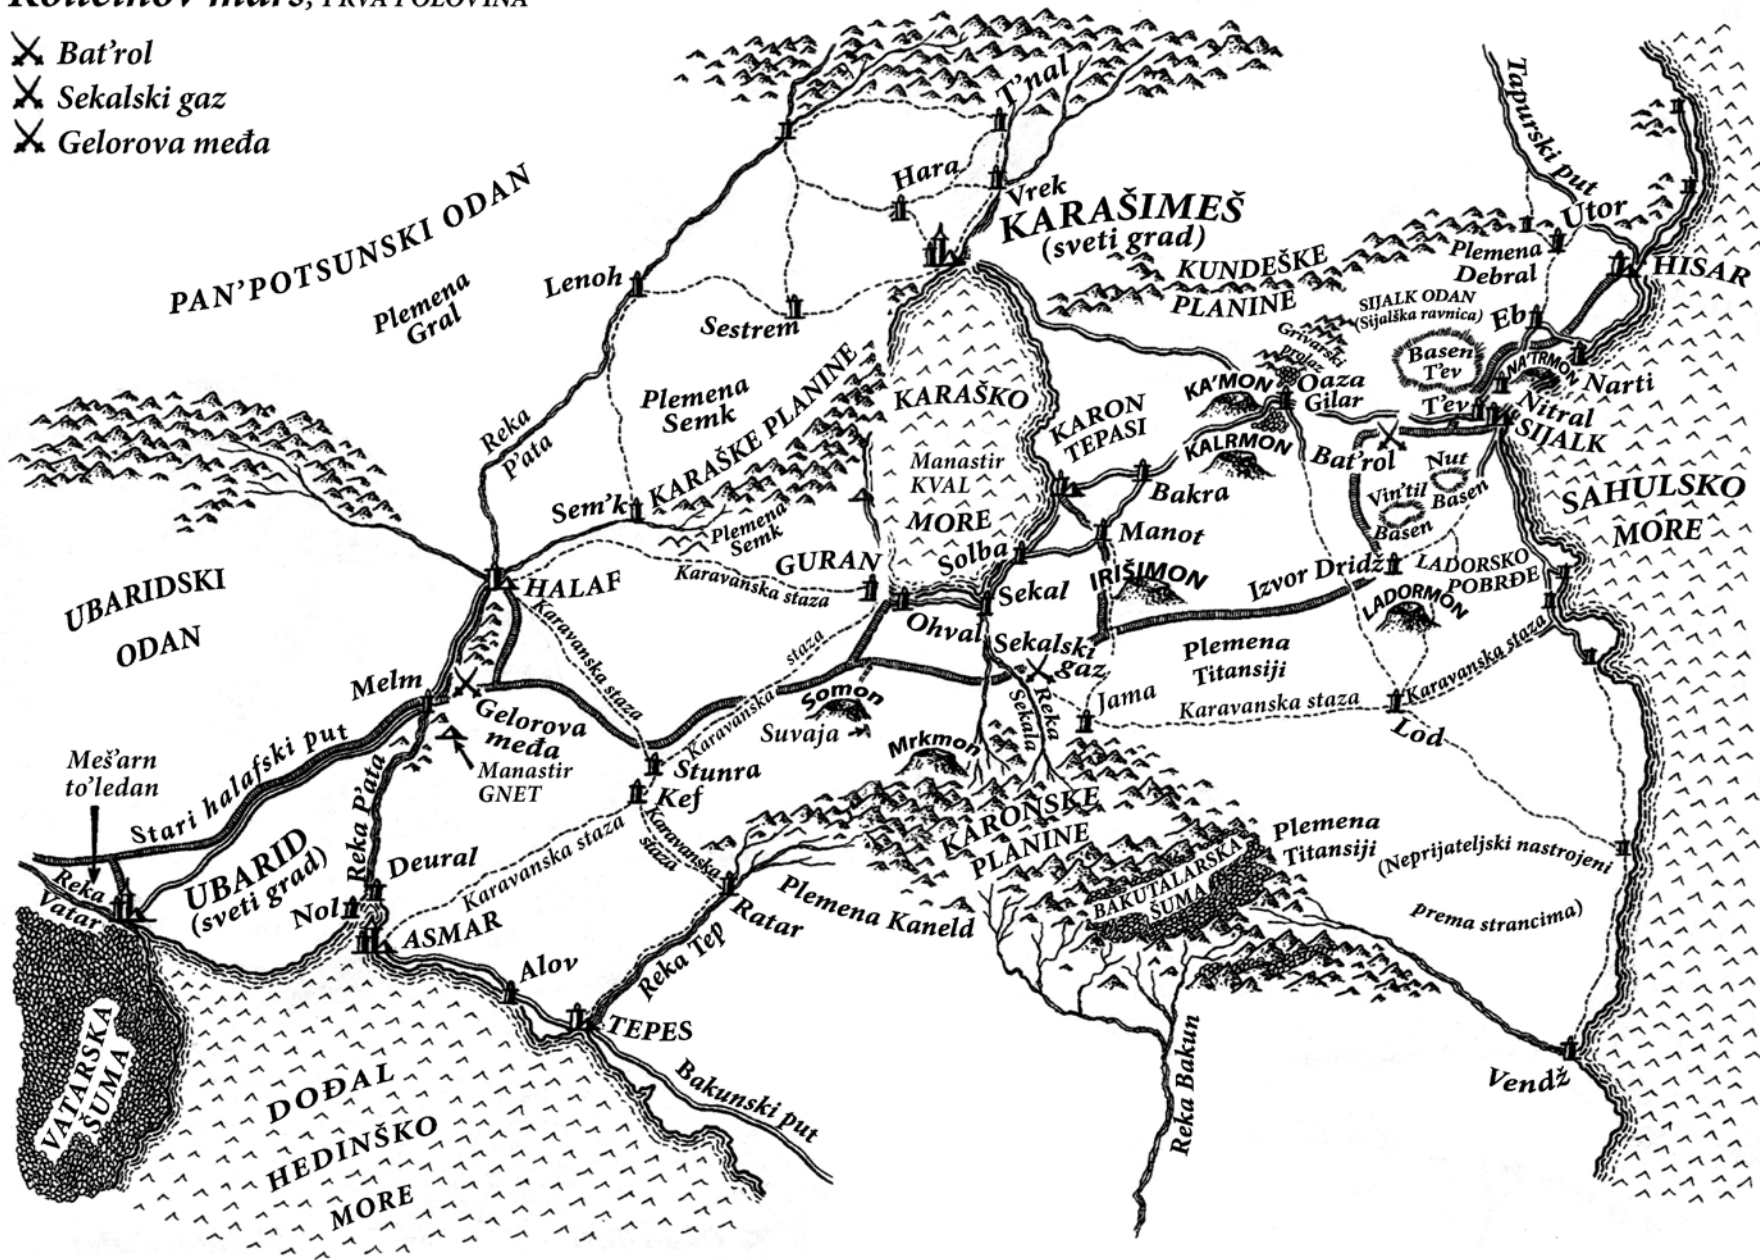 PRVA POLOVINA
Bat'rol
Sekalski gaz
Gelorova međa
T'nal
Hara
Vrek
KARAŠIMEŠ
(sveti grad)
Tapurski put
Utor
Plemena
Debral
HISAR
PAN'POTSUNSKI ODAN
Plemena
Gral
Lenoh
Sestrem
KUNDEŠKE
PLANINE
SIJALK ODAN
(Sijalška ravnica)
Eb
Grivarski
prolaz
Basen
T'ev
NA'TRMON
Narti
KA'MON
Oaza
Gilar
T'ev
Nitral
SIJALK
Plemena
Semk
KARAŠKE PLANINE
KARAŠKO
MORE
Manastir
KVAL
KARON
TEPASI
KALRMON
Bat'rol
Nut
Basen
Vin'til
Basen
SAHULSKO
MORE
Reka
P'ata
Sem'k
Plemena
Semk
Bakra
Manot
Solba
GURAN
Karavanska staza
HALAF
Sekal
IRIŠIMON
Izvor Dridž
LADORSKO
POBRĐE
LADORMON
UBARIDSKI
ODAN
Karavanska staza
Ohval
Sekalski
gaz
Plemena
Titansiji
Karavanska staza
Melm
Gelorova
međa
Manastir
GNET
Karavanska staza
Somon
Suvaja
Reka
Sekala
Jama
Karavanska staza
Lod
Meš'arn
to'ledan
Stari halafski put
Mrkmon
Stunra
Kef
Karavanska
staza
Reka P'ata
UBARID
(sveti grad)
Deural
Karavanska staza
KARONSKE
PLANINE
Plemena
Titansiji
(Neprijateljski nastrojeni
prema strancima)
BAKUTALARSKA
ŠUMA
Reka
Vatar
Nol
ASMAR
Ratar
Plemena Kaneld
Reka Tep
Alov
TEPES
VATARSKA
ŠUMA
DOĐAL
HEDINŠKO
MORE
Bakunski put
Reka Bakun
Vendž